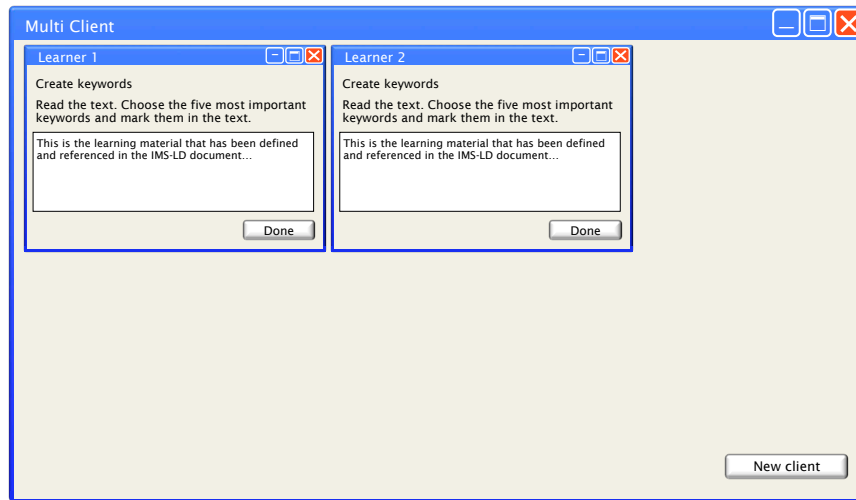 Multi Client
Learner 1
Create keywords
Read the text. Choose the five most important
keywords and mark them in the text.
This is the learning material that has been defined
and referenced in the IMS-LD document...
Done
Learner 2
Create keywords
Read the text. Choose the five most important
keywords and mark them in the text.
This is the learning material that has been defined
and referenced in the IMS-LD document...
Done
New client